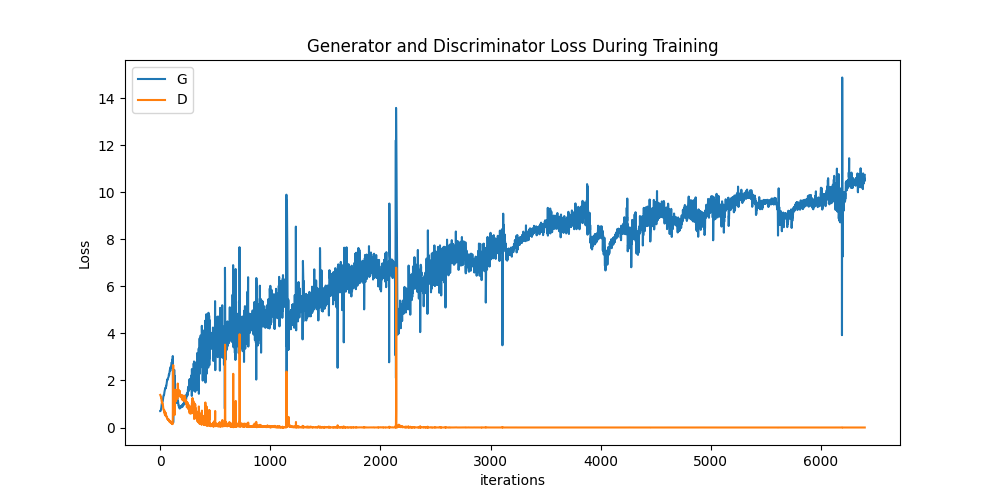 Generator and Discriminator Loss During Training
G
D
Loss
14
12
10
8
6
4
2
0
0 1000 2000 3000 4000 5000 6000
iterations